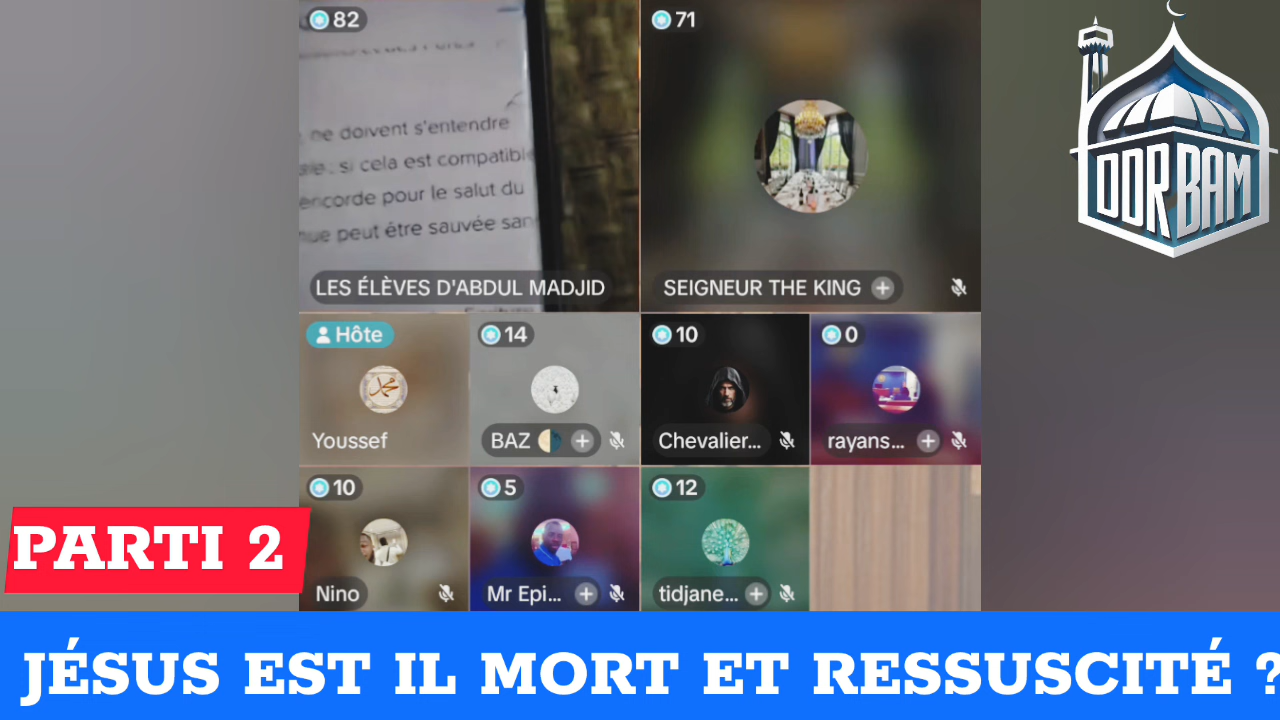 82
71
ne doivent s'entendre
si cela est compatible
pour le salut du
peut être sauvée
LES ÉLÈVES D'ABDUL MADJID
SEIGNEUR THE KING
DDR BAM
Hôte
14
10
0
Youssef
BAZ
Chevalier...
rayans...
10
5
12
Nino
Mr Epi...
tidjane...
PARTI 2
JÉSUS EST IL MORT ET RESSUSCITÉ ?